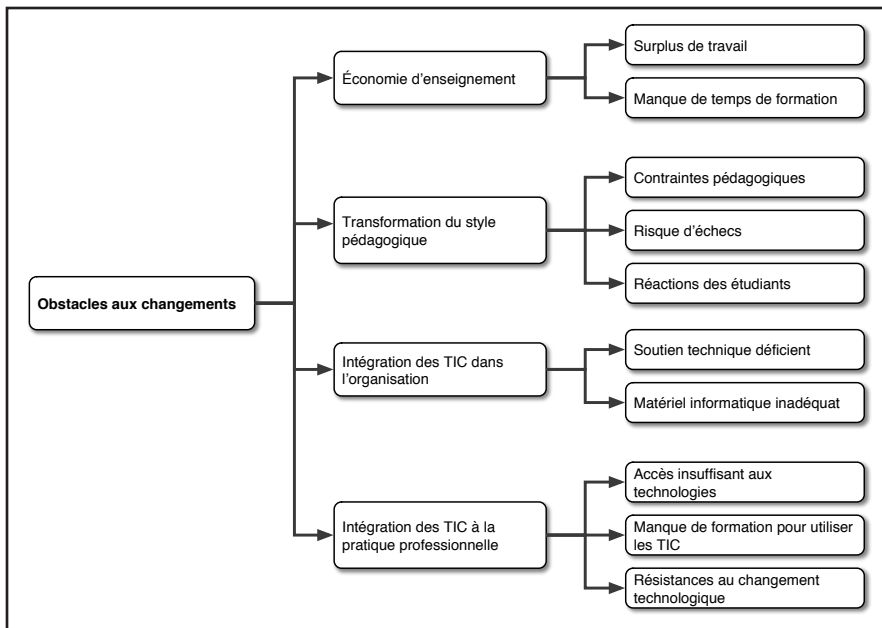 Obstacles aux changements
Économie d'enseignement
Surplus de travail
Manque de temps de formation
Transformation du style
pédagogique
Contraintes pédagogiques
Risque d'échecs
Réactions des étudiants
Intégration des TIC dans
l'organisation
Soutien technique déficient
Matériel informatique inadéquat
Intégration des TIC à la
pratique professionnelle
Accès insuffisant aux
technologies
Manque de formation pour utiliser
les TIC
Résistances au changement
technologique